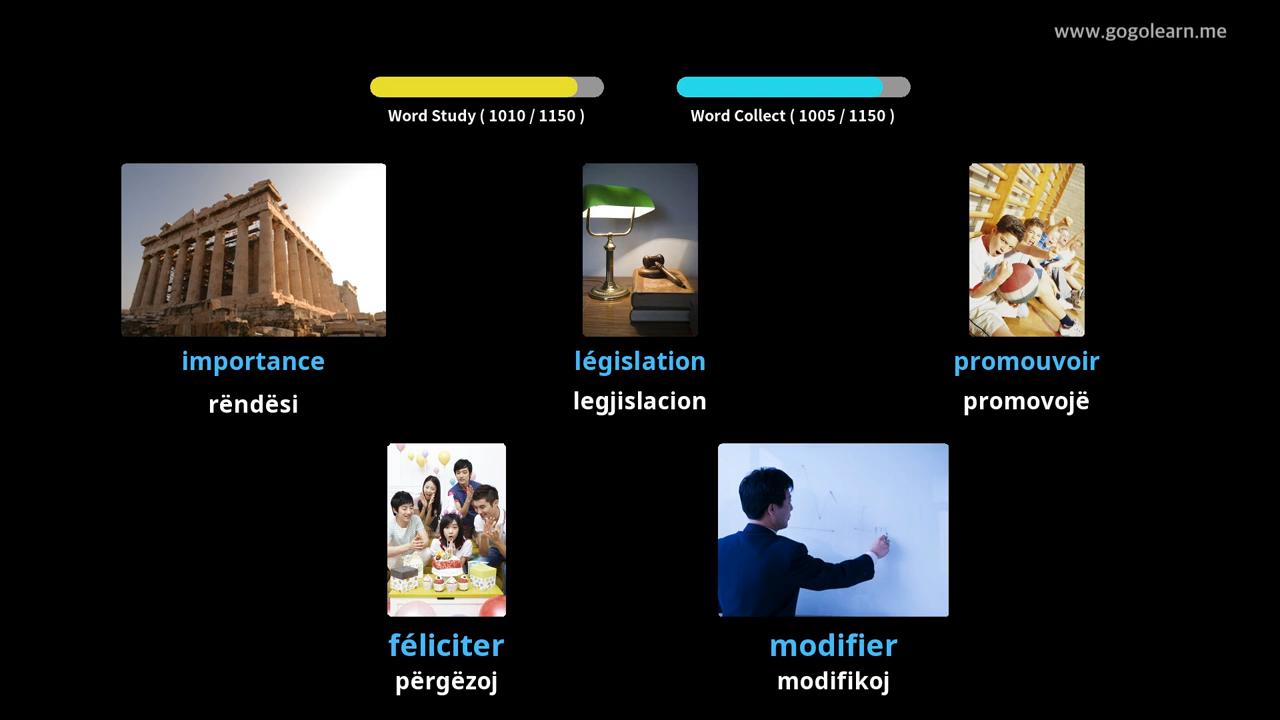 www.gogolearn.me
Word Study ( 1010 / 1150 )
Word Collect ( 1005 / 1150 )
importance
rëndësi
législation
legjislacion
promouvoir
promovojë
féliciter
përgëzoj
modifier
modifikoj